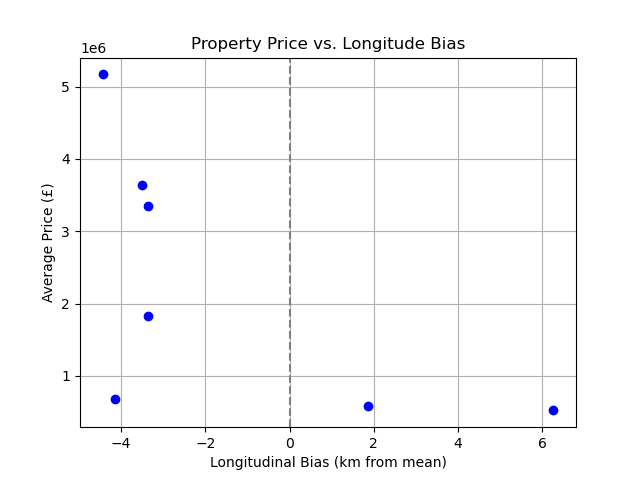 Property Price vs. Longitude Bias
1e6
5
4
3
2
1
Average Price (£)
−4 −2 0 2 4 6
Longitudinal Bias (km from mean)